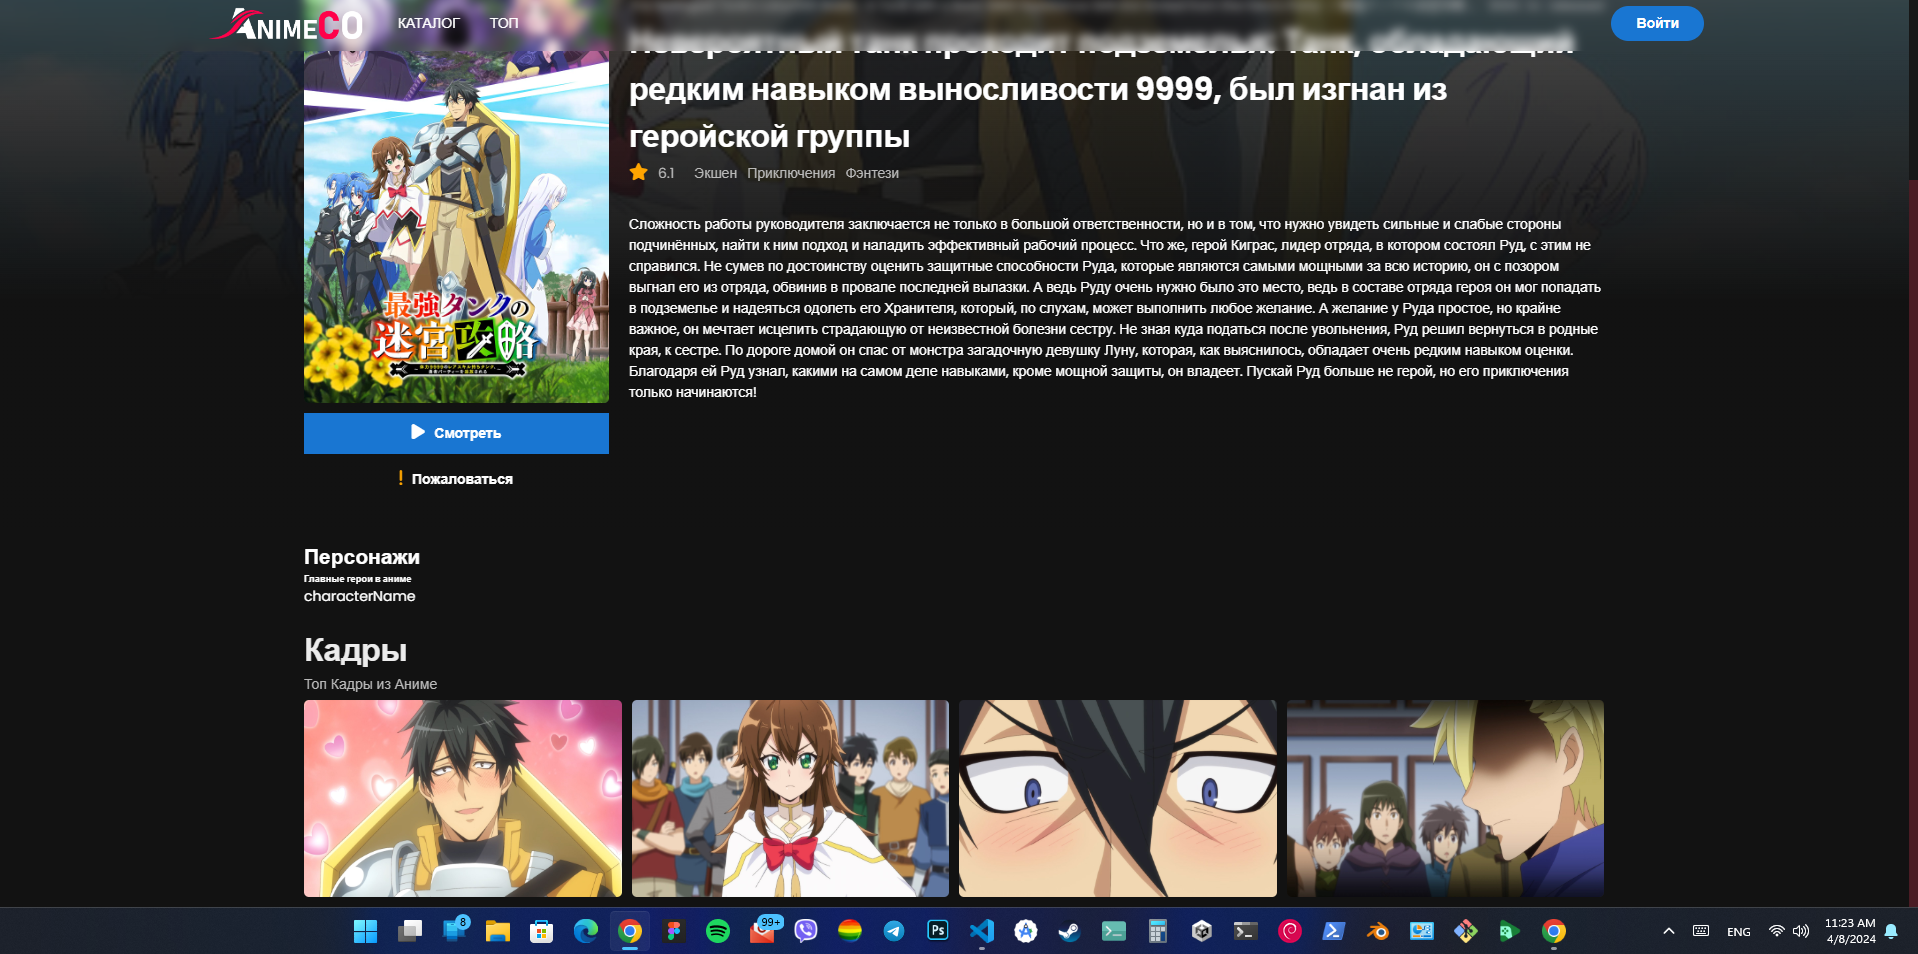 ANIMECO
КАТАЛОГ
ТОП
Войти
Невероятный танк проходит подземелья: Танк, обладающий
редким навыком выносливости 9999, был изгнан из
геройской группы
6.1 Экшен Приключения Фэнтези
Сложность работы руководителя заключается не только в большой ответственности, но и в том, что нужно увидеть сильные и слабые стороны
подчинённых, найти к ним подход и наладить эффективный рабочий процесс. Что же, герой Киграс, лидер отряда, в котором состоял Руд, с этим не
справился. Не сумев по достоинству оценить защитные способности Руда, которые являются самыми мощными за всю историю, он с позором
выгнал его из отряда, обвинив в провале последней вылазки. А ведь Руду очень нужно было это место, ведь в составе отряда героя он мог попадать
в подземелье и надеяться одолеть его Хранителя, который, по слухам, может выполнить любое желание. А желание у Руда простое, но крайне
важное, он мечтает исцелить страдающую от неизвестной болезни сестру. Не зная куда податься после увольнения, Руд решил вернуться в родные
края, к сестре. По дороге домой он спас от монстра загадочную девушку Луну, которая, как выяснилось, обладает очень редким навыком оценки.
Благодаря ей Руд узнал, какими на самом деле навыками, кроме мощной защиты, он владеет. Пускай Руд больше не герой, но его приключения
только начинаются!
最強タンクの
迷宮攻略
Смотреть
! Пожаловаться
Персонажи
Главные герои в аниме
characterName
Кадры
Топ Кадры из Аниме
8
99+
Ps
ENG
11:23 AM
4/8/2024